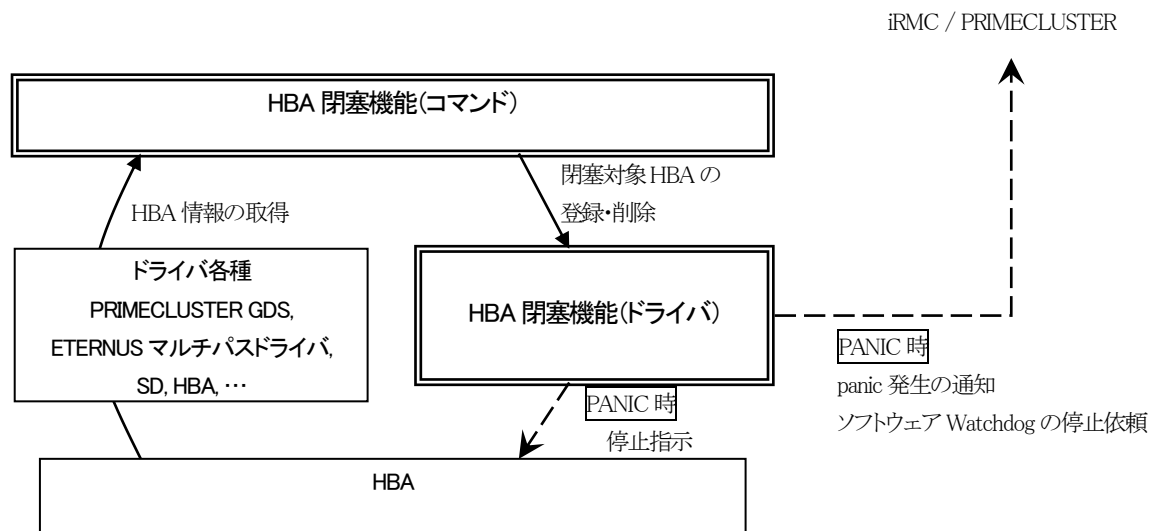 iRMC / PRIMECLUSTER
HBA 閉塞機能(コマンド)
閉塞対象 HBA の
登録・削除
HBA 情報の取得
ドライバ各種
PRIMECLUSTER GDS,
ETERNUS マルチパスドライバ,
SD, HBA, …
HBA 閉塞機能(ドライバ)
PANIC 時
panic 発生の通知
ソフトウェア Watchdog の停止依頼
PANIC 時
停止指示
HBA